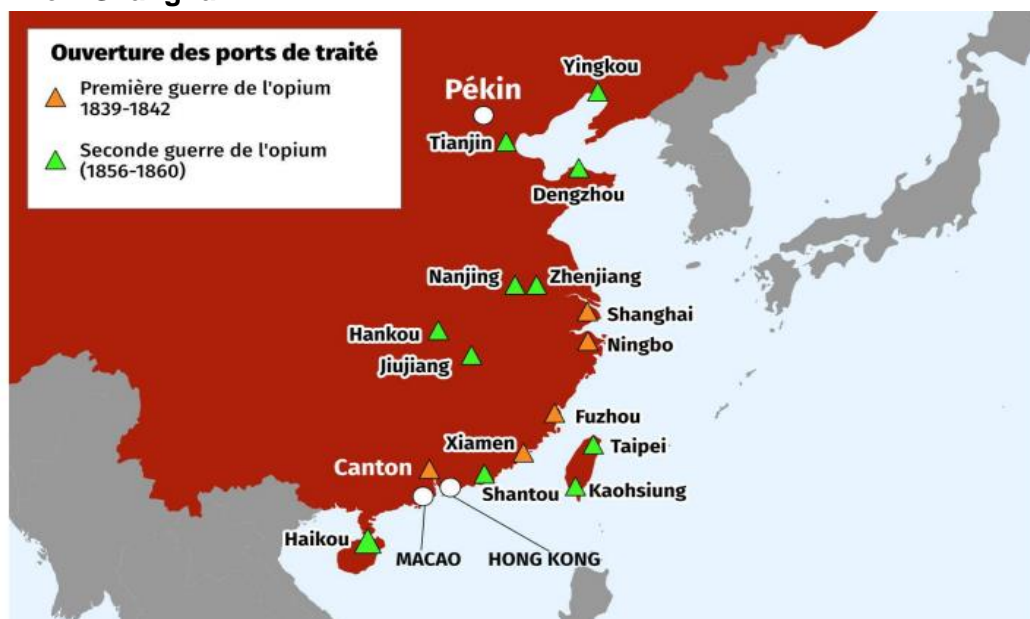 Ouverture des ports de traité
Première guerre de l'opium
1839-1842
Seconde guerre de l'opium
(1856-1860)
Yingkou
Pékin
Tianjin
Dengzhou
Nanjing
Zhenjiang
Shanghai
Hankou
Ningbo
Jiujiang
Fuzhou
Xiamen
Taipei
Canton
Shantou
Kaohsiung
Haikou
MACAO
HONG KONG